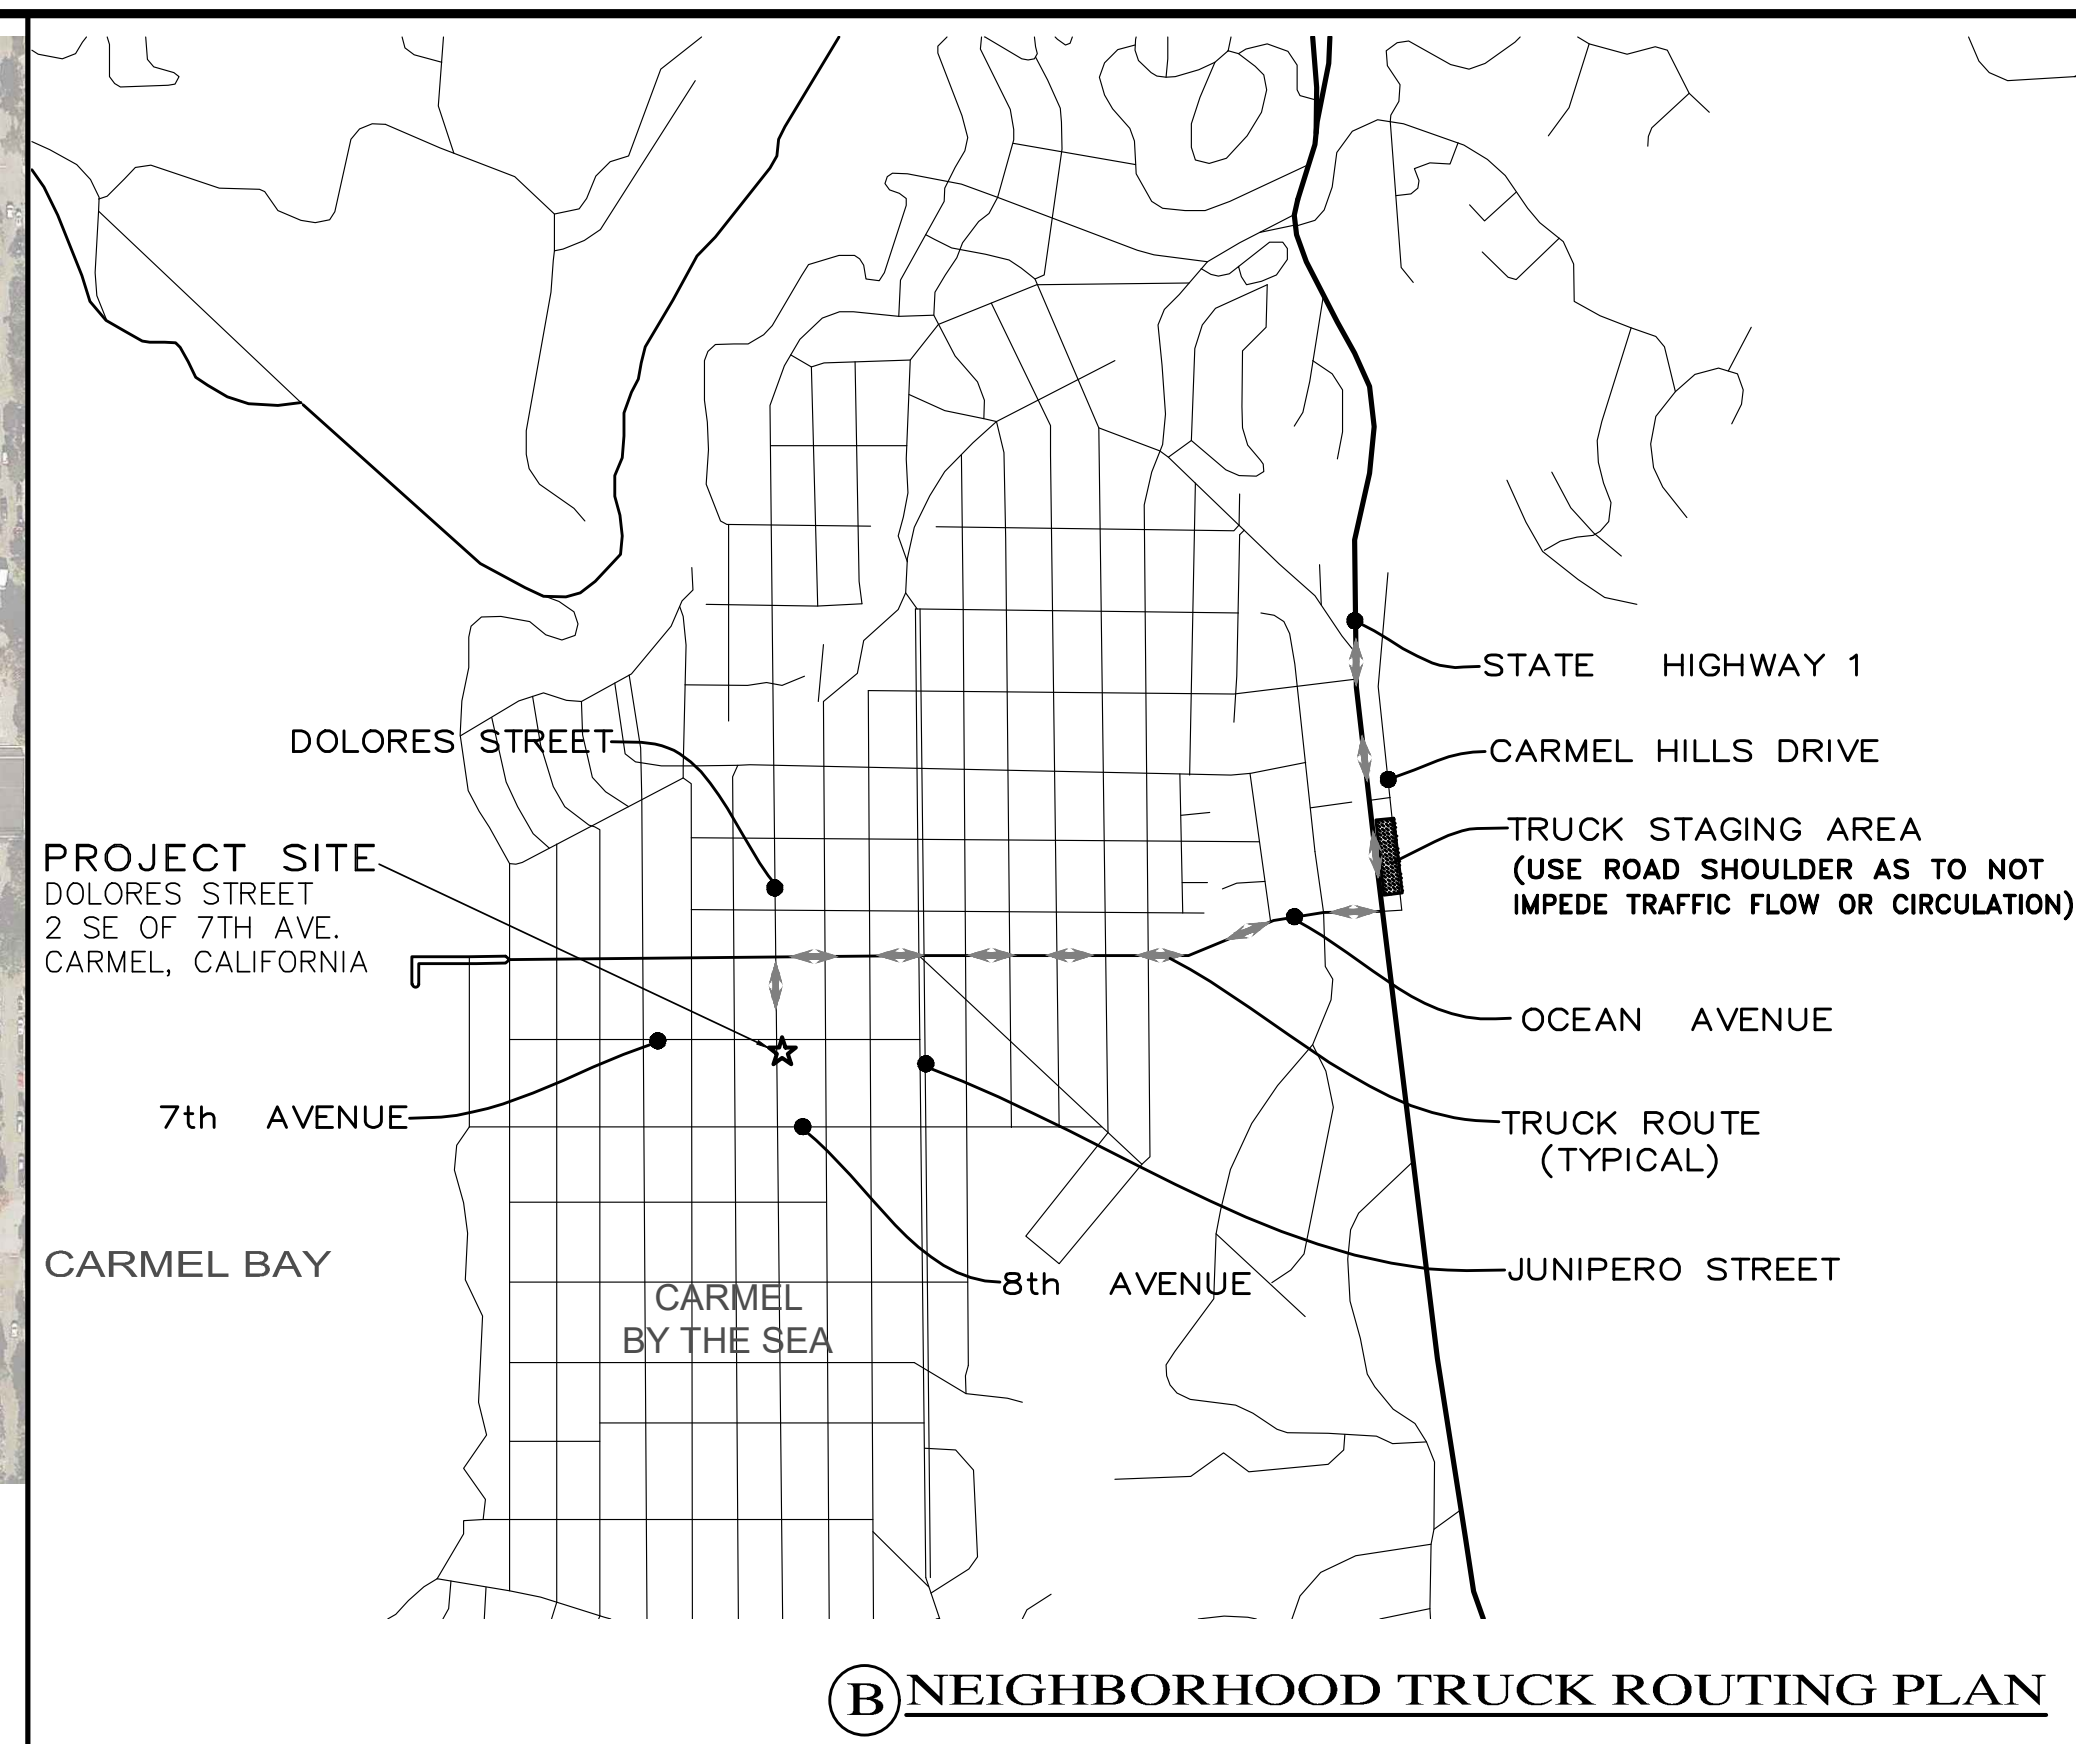 STATE HIGHWAY 1
DOLORES STREET
CARMEL HILLS DRIVE
TRUCK STAGING AREA
(USE ROAD SHOULDER AS TO NOT
IMPEDE TRAFFIC FLOW OR CIRCULATION)
PROJECT SITE
DOLORES STREET
2 SE OF 7TH AVE.
CARMEL, CALIFORNIA
OCEAN AVENUE
7th AVENUE
TRUCK ROUTE
(TYPICAL)
CARMEL BAY
8th AVENUE
JUNIPERO STREET
CARMEL
BY THE SEA
B NEIGHBORHOOD TRUCK ROUTING PLAN